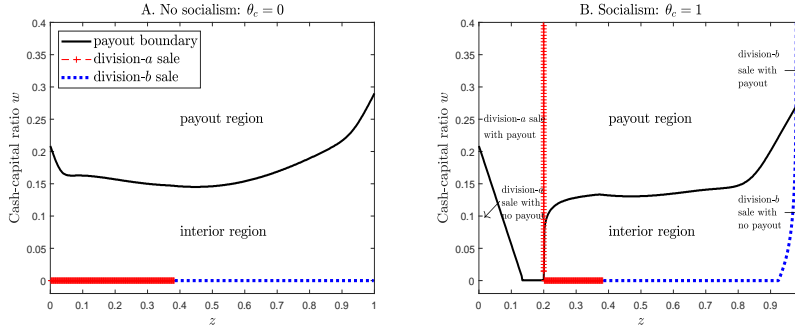 A. No socialism: θc = 0
Cash-capital ratio w
0.4
0.35
0.3
0.25
0.2
0.15
0.1
0.05
0
payout boundary
division-a sale
division-b sale
payout region
interior region
0 0.1 0.2 0.3 0.4 0.5 0.6 0.7 0.8 0.9 1
z
B. Socialism: θc = 1
Cash-capital ratio w
0.4
0.35
0.3
0.25
0.2
0.15
0.1
0.05
0
division-b
sale with
payout
division-a sale
with payout
payout region
division-a
sale with
no payout
division-b
sale with
no payout
interior region
0 0.1 0.2 0.3 0.4 0.5 0.6 0.7 0.8 0.9
z